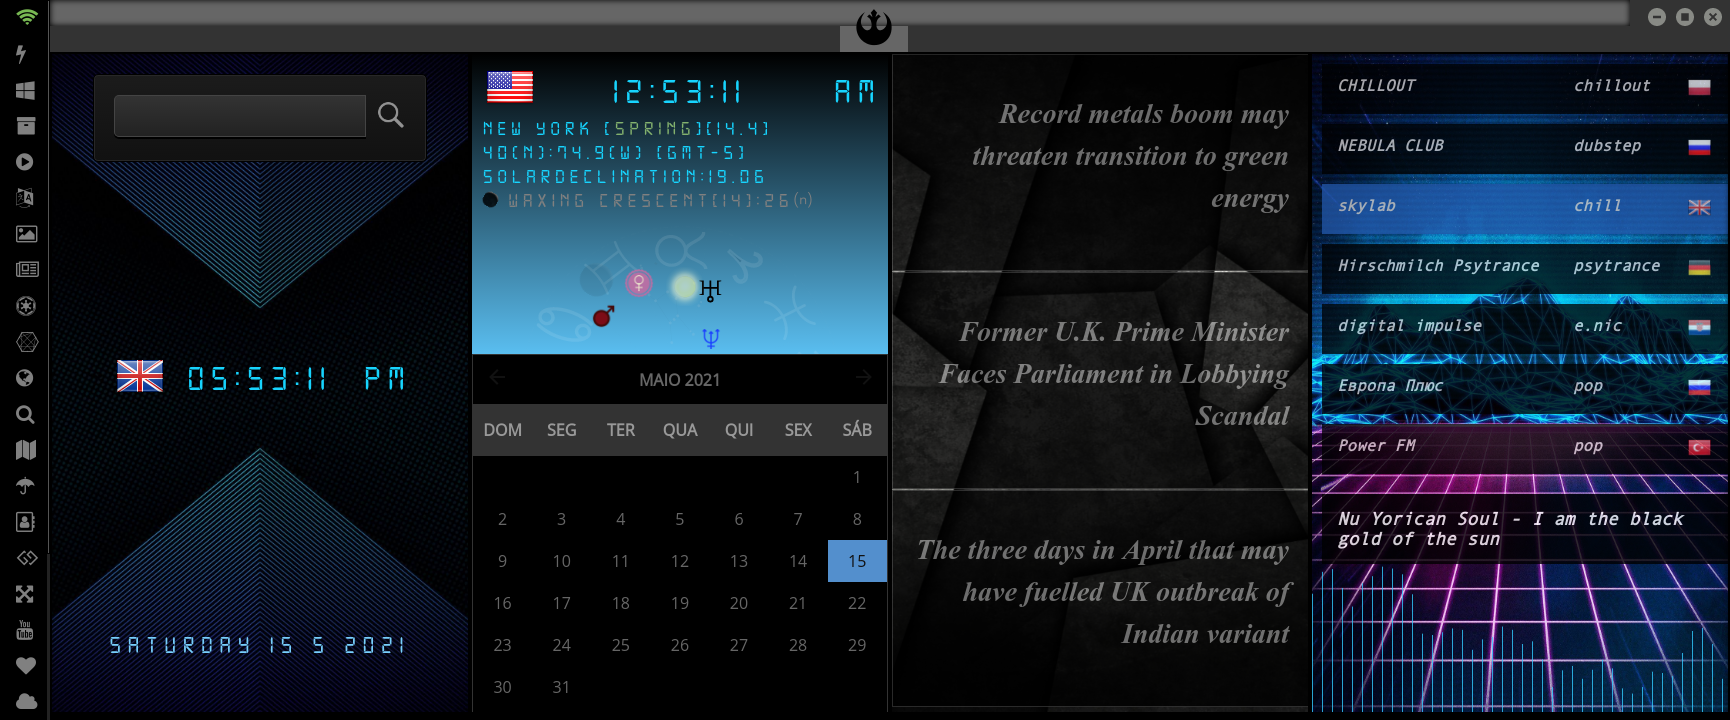 05:53:11 PM
SATURDAY 15 5 2021
12:53:11 AM
NEW YORK [SPRING][14.4]
40(N):74.9(W) (GMT-5)
SOLARDECLINATION:19.06
WAXING CRESCENT[14]:26(n)
MAIO 2021
DOM SEG TER QUA QUI SEX SÁB
1
2 3 4 5 6 7 8
9 10 11 12 13 14 15
16 17 18 19 20 21 22
23 24 25 26 27 28 29
30 31
Record metals boom may
threaten transition to green
energy
Former U.K. Prime Minister
Faces Parliament in Lobbying
Scandal
The three days in April that may
have fuelled UK outbreak of
Indian variant
CHILLOUT chillout
NEBULA CLUB dubstep
skylab chill
Hirschmilch Psytrance psytrance
digital impulse e.nic
Европа Плюс pop
Power FM pop
Nu Yorican Soul - I am the black
gold of the sun
You
Tube